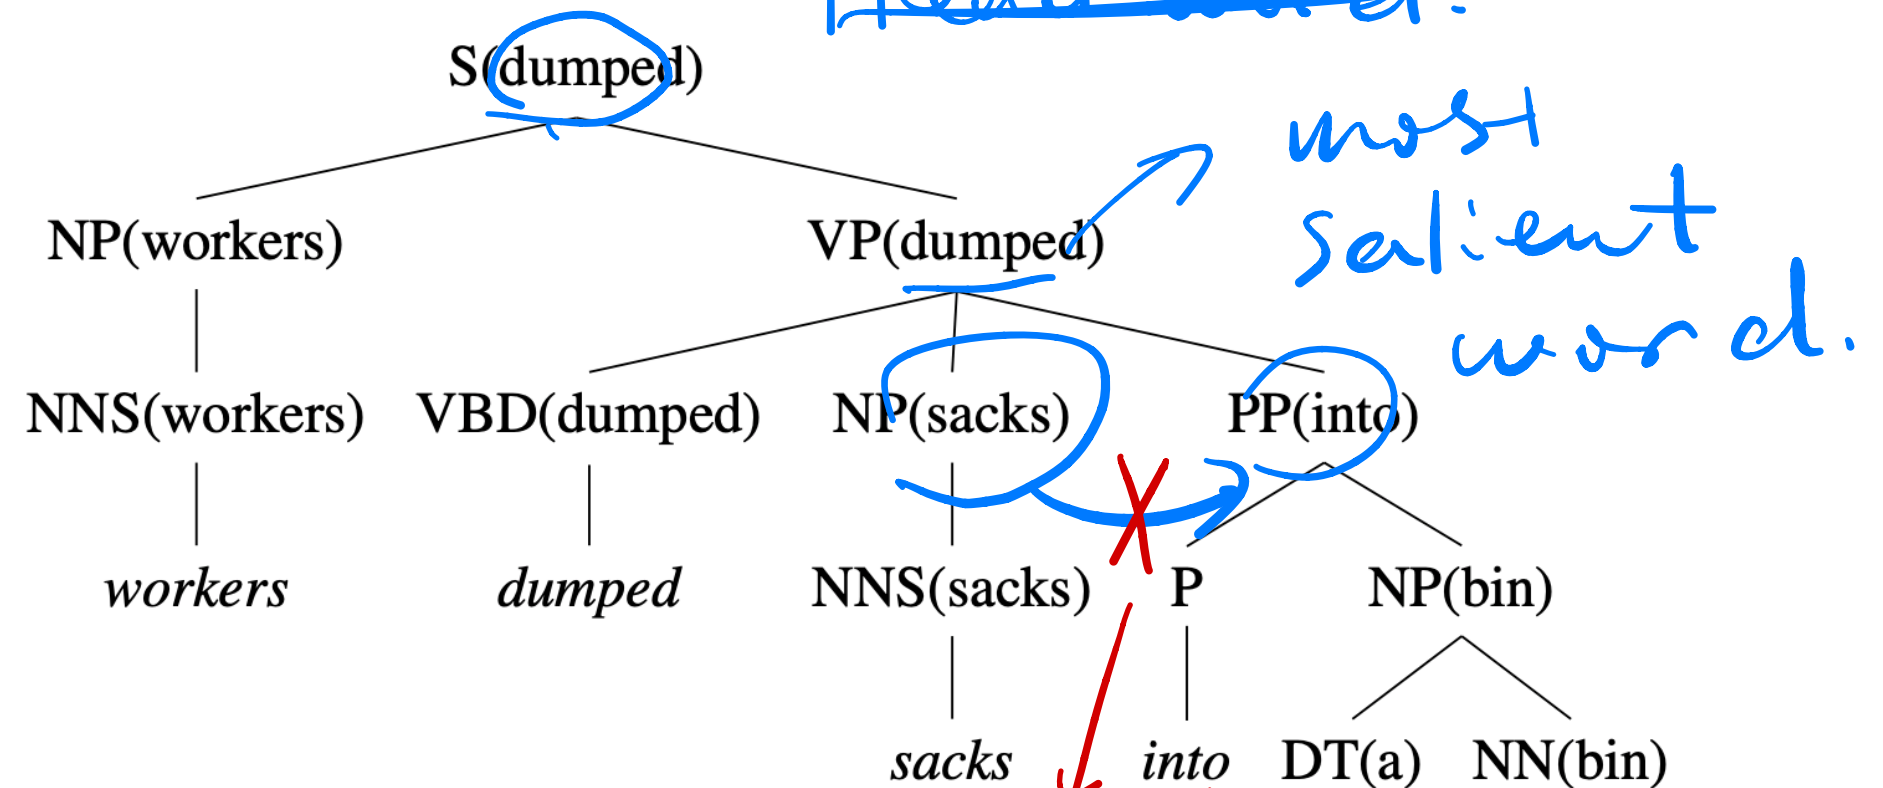 S(dumped)
most
salient
word.
NP(workers) VP(dumped)
NNS(workers) VBD(dumped) NP(sacks) PP(into)
workers dumped NNS(sacks) P NP(bin)
sacks into DT(a) NN(bin)